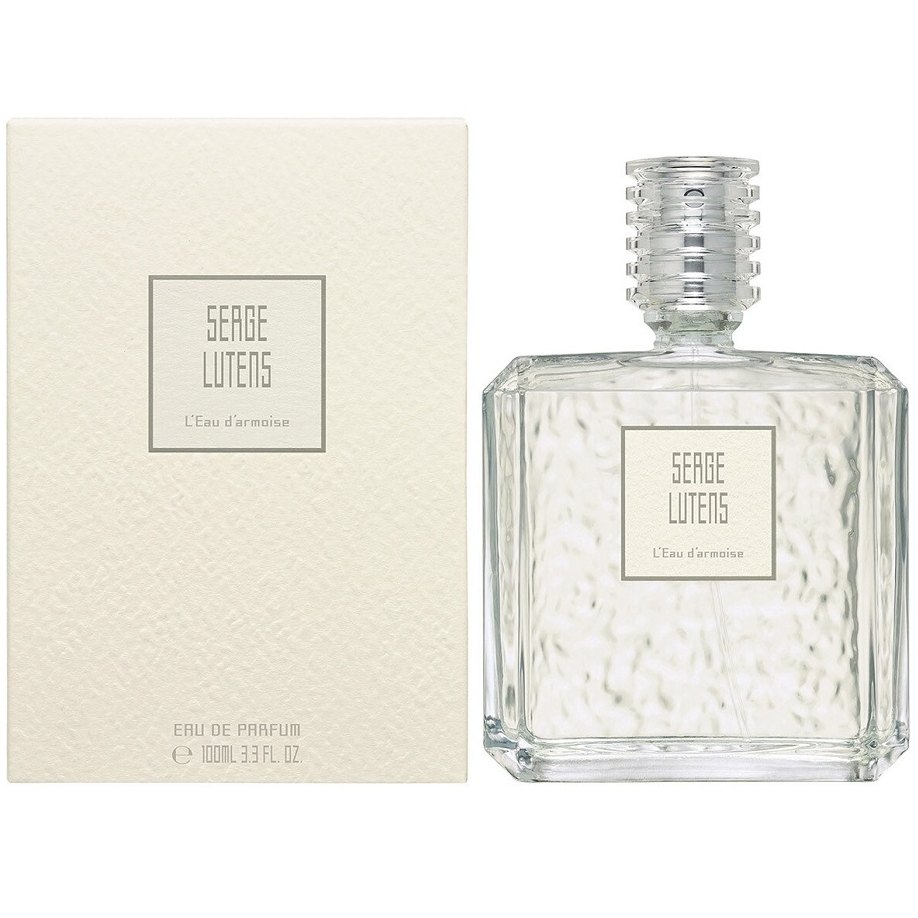 SERGE
LUTENS
L'Eau d'armoise
EAU DE PARFUM
℮ 100ML 3.3 FL. OZ.
SERGE
LUTENS
L'Eau d'armoise